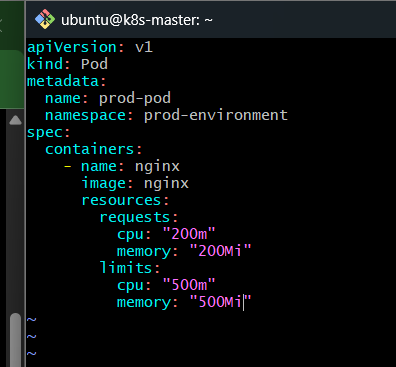 ubuntu@k8s-master: ~
apiVersion: v1
kind: Pod
metadata:
  name: prod-pod
  namespace: prod-environment
spec:
  containers:
    - name: nginx
      image: nginx
      resources:
        requests:
          cpu: "200m"
          memory: "200Mi"
        limits:
          cpu: "500m"
          memory: "500Mi"
~
~
~